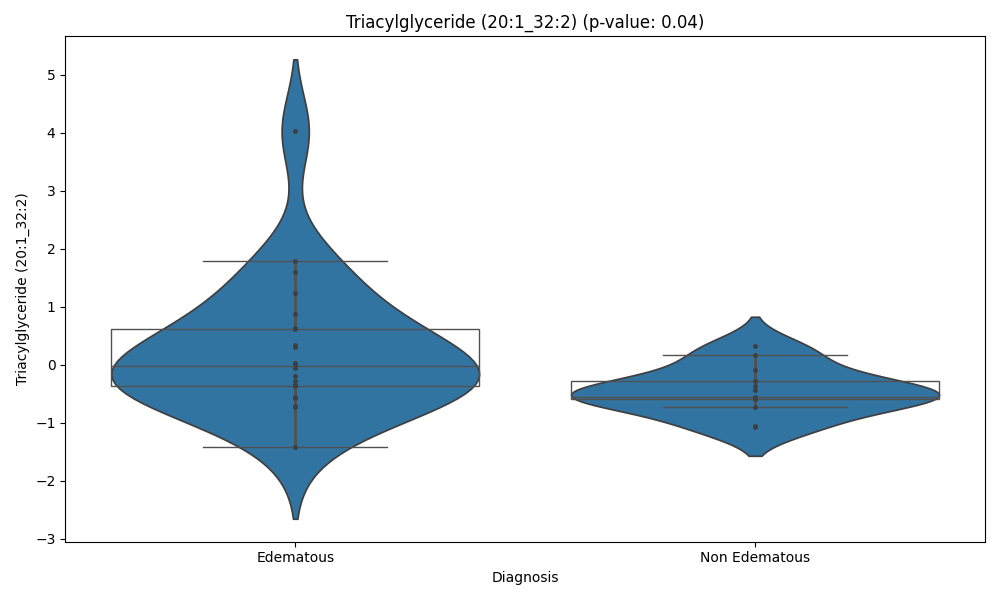 Triacylglyceride (20:1_32:2) (p-value: 0.04)
Triacylglyceride (20:1_32:2)
5
4
3
2
1
0
−1
−2
−3
Edematous
Non Edematous
Diagnosis